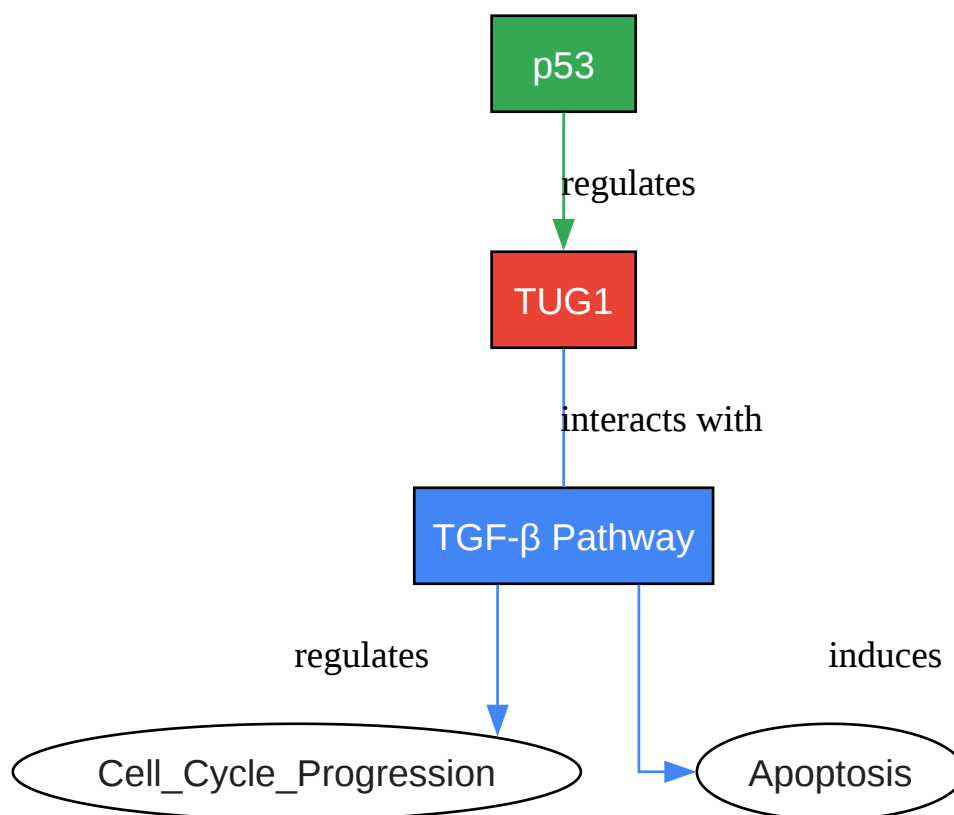 p53
regulates
TUG1
interacts with
TGF-β Pathway
regulates
induces
Cell_Cycle_Progression
Apoptosis